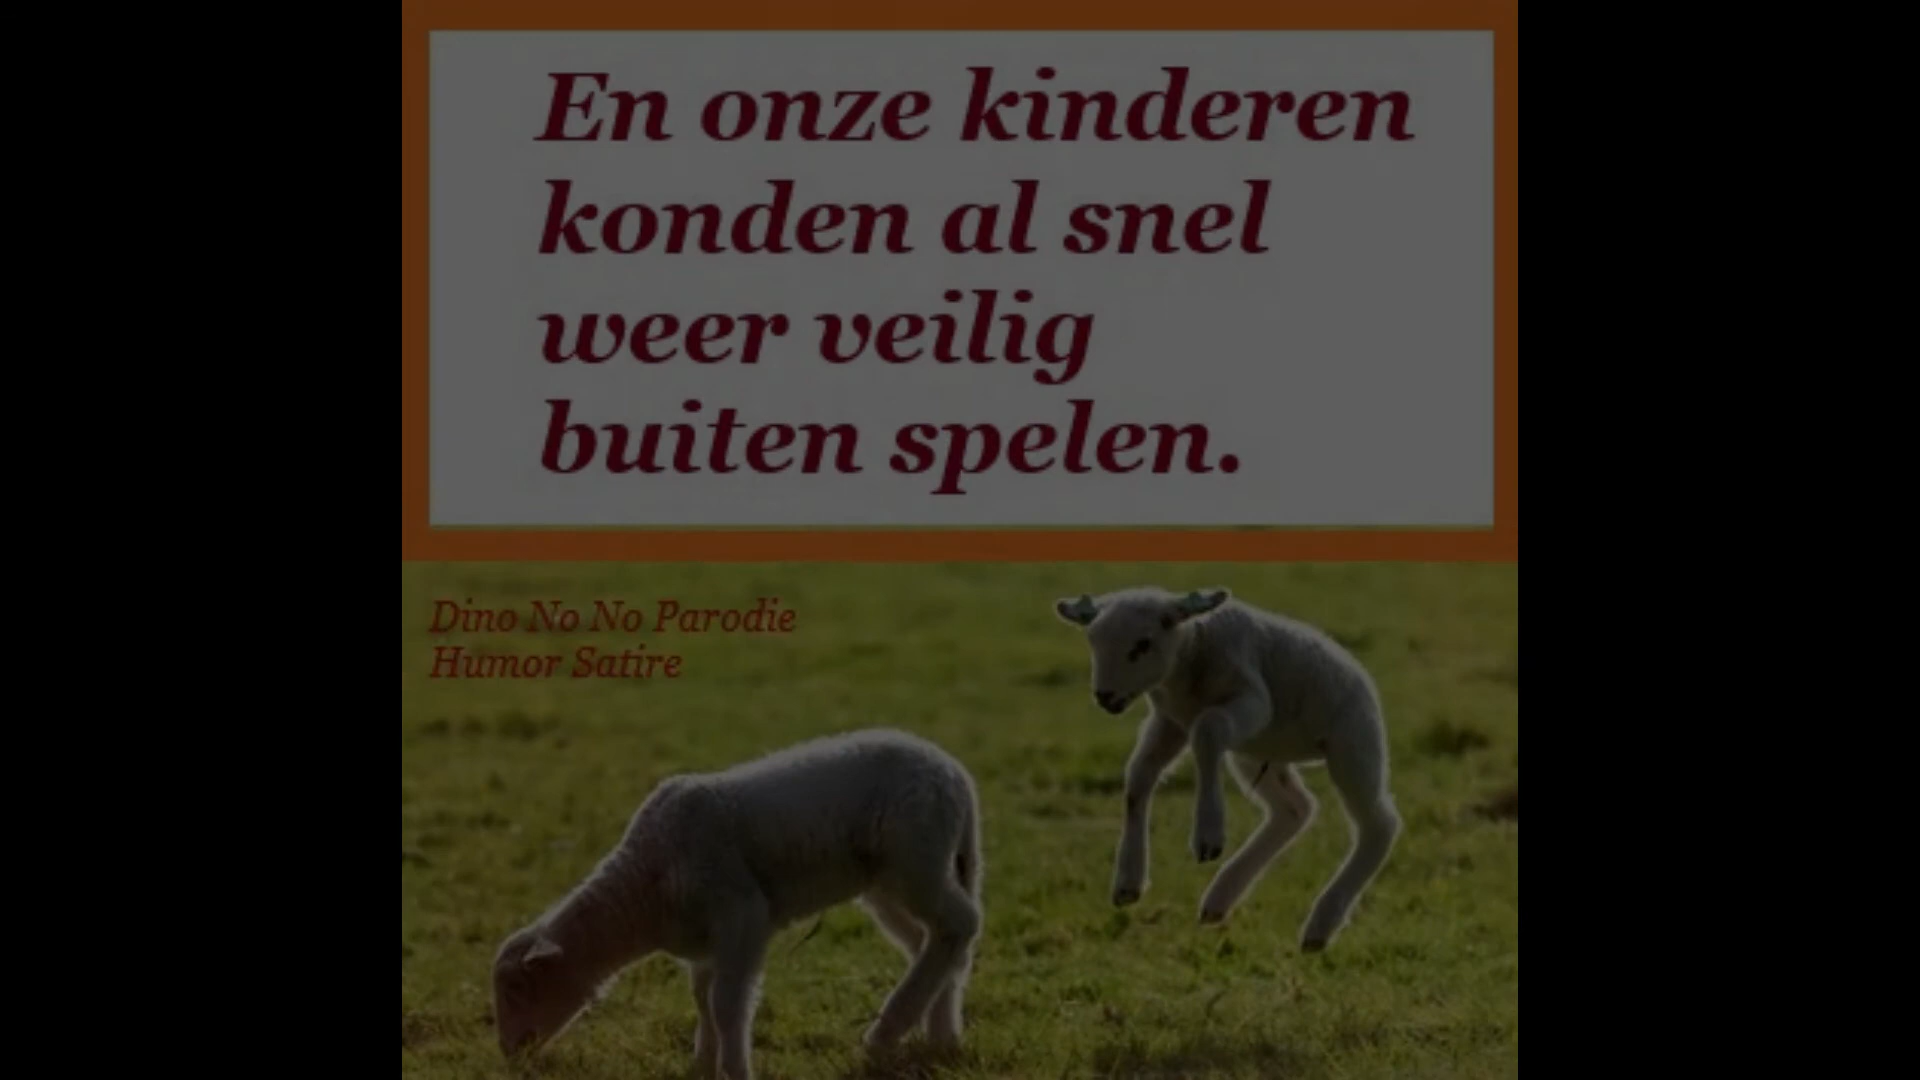 En onze kinderen
konden al snel
weer veilig
buiten spelen.
Dino No No Parodie
Humor Satire